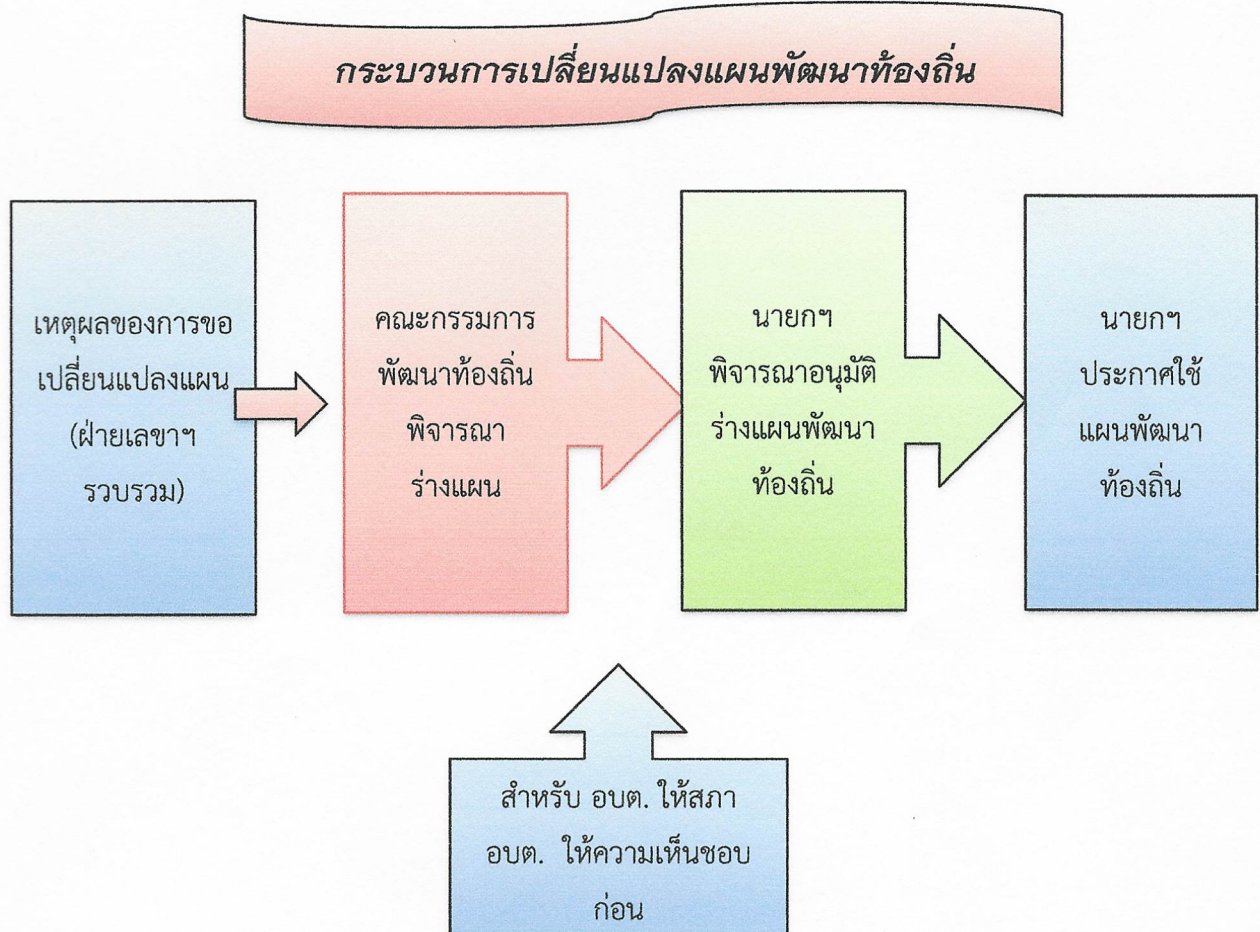 กระบวนการเปลี่ยนแปลงแผนพัฒนาท้องถิ่น
เหตุผลของการขอ
เปลี่ยนแปลงแผน
(ฝ่ายเลขาฯ
รวบรวม)
คณะกรรมการ
พัฒนาท้องถิ่น
พิจารณา
ร่างแผน
นายกฯ
พิจารณาอนุมัติ
ร่างแผนพัฒนา
ท้องถิ่น
นายกฯ
ประกาศใช้
แผนพัฒนา
ท้องถิ่น
สำหรับ อบต. ให้สภา
อบต. ให้ความเห็นชอบ
ก่อน